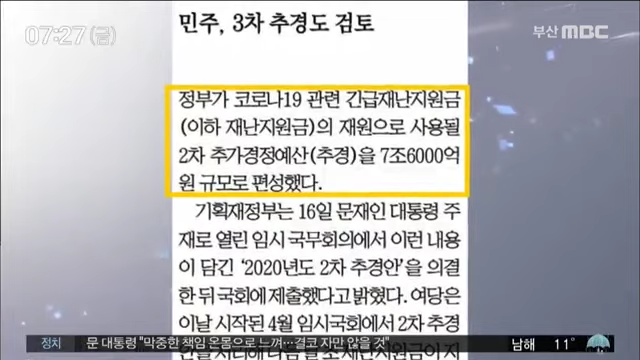 07:27(금)
부산MBC
민주, 3차 추경도 검토
정부가 코로나19 관련 긴급재난지원금
(이하 재난지원금)의 재원으로 사용될
2차 추가경정예산(추경)을 7조6000억
원 규모로 편성했다.
기획재정부는 16일 문재인 대통령 주
재로 열린 임시 국무회의에서 이런 내용
이 담긴 ‘2020년도 2차 추경안’을 의결
한 뒤 국회에 제출했다고 밝혔다. 여당은
이날 시작된 4월 임시국회에서 2차 추경
정치 문 대통령 "막중한 책임 온몸으로 느껴...결코 자만 않을 것" 남해 11°